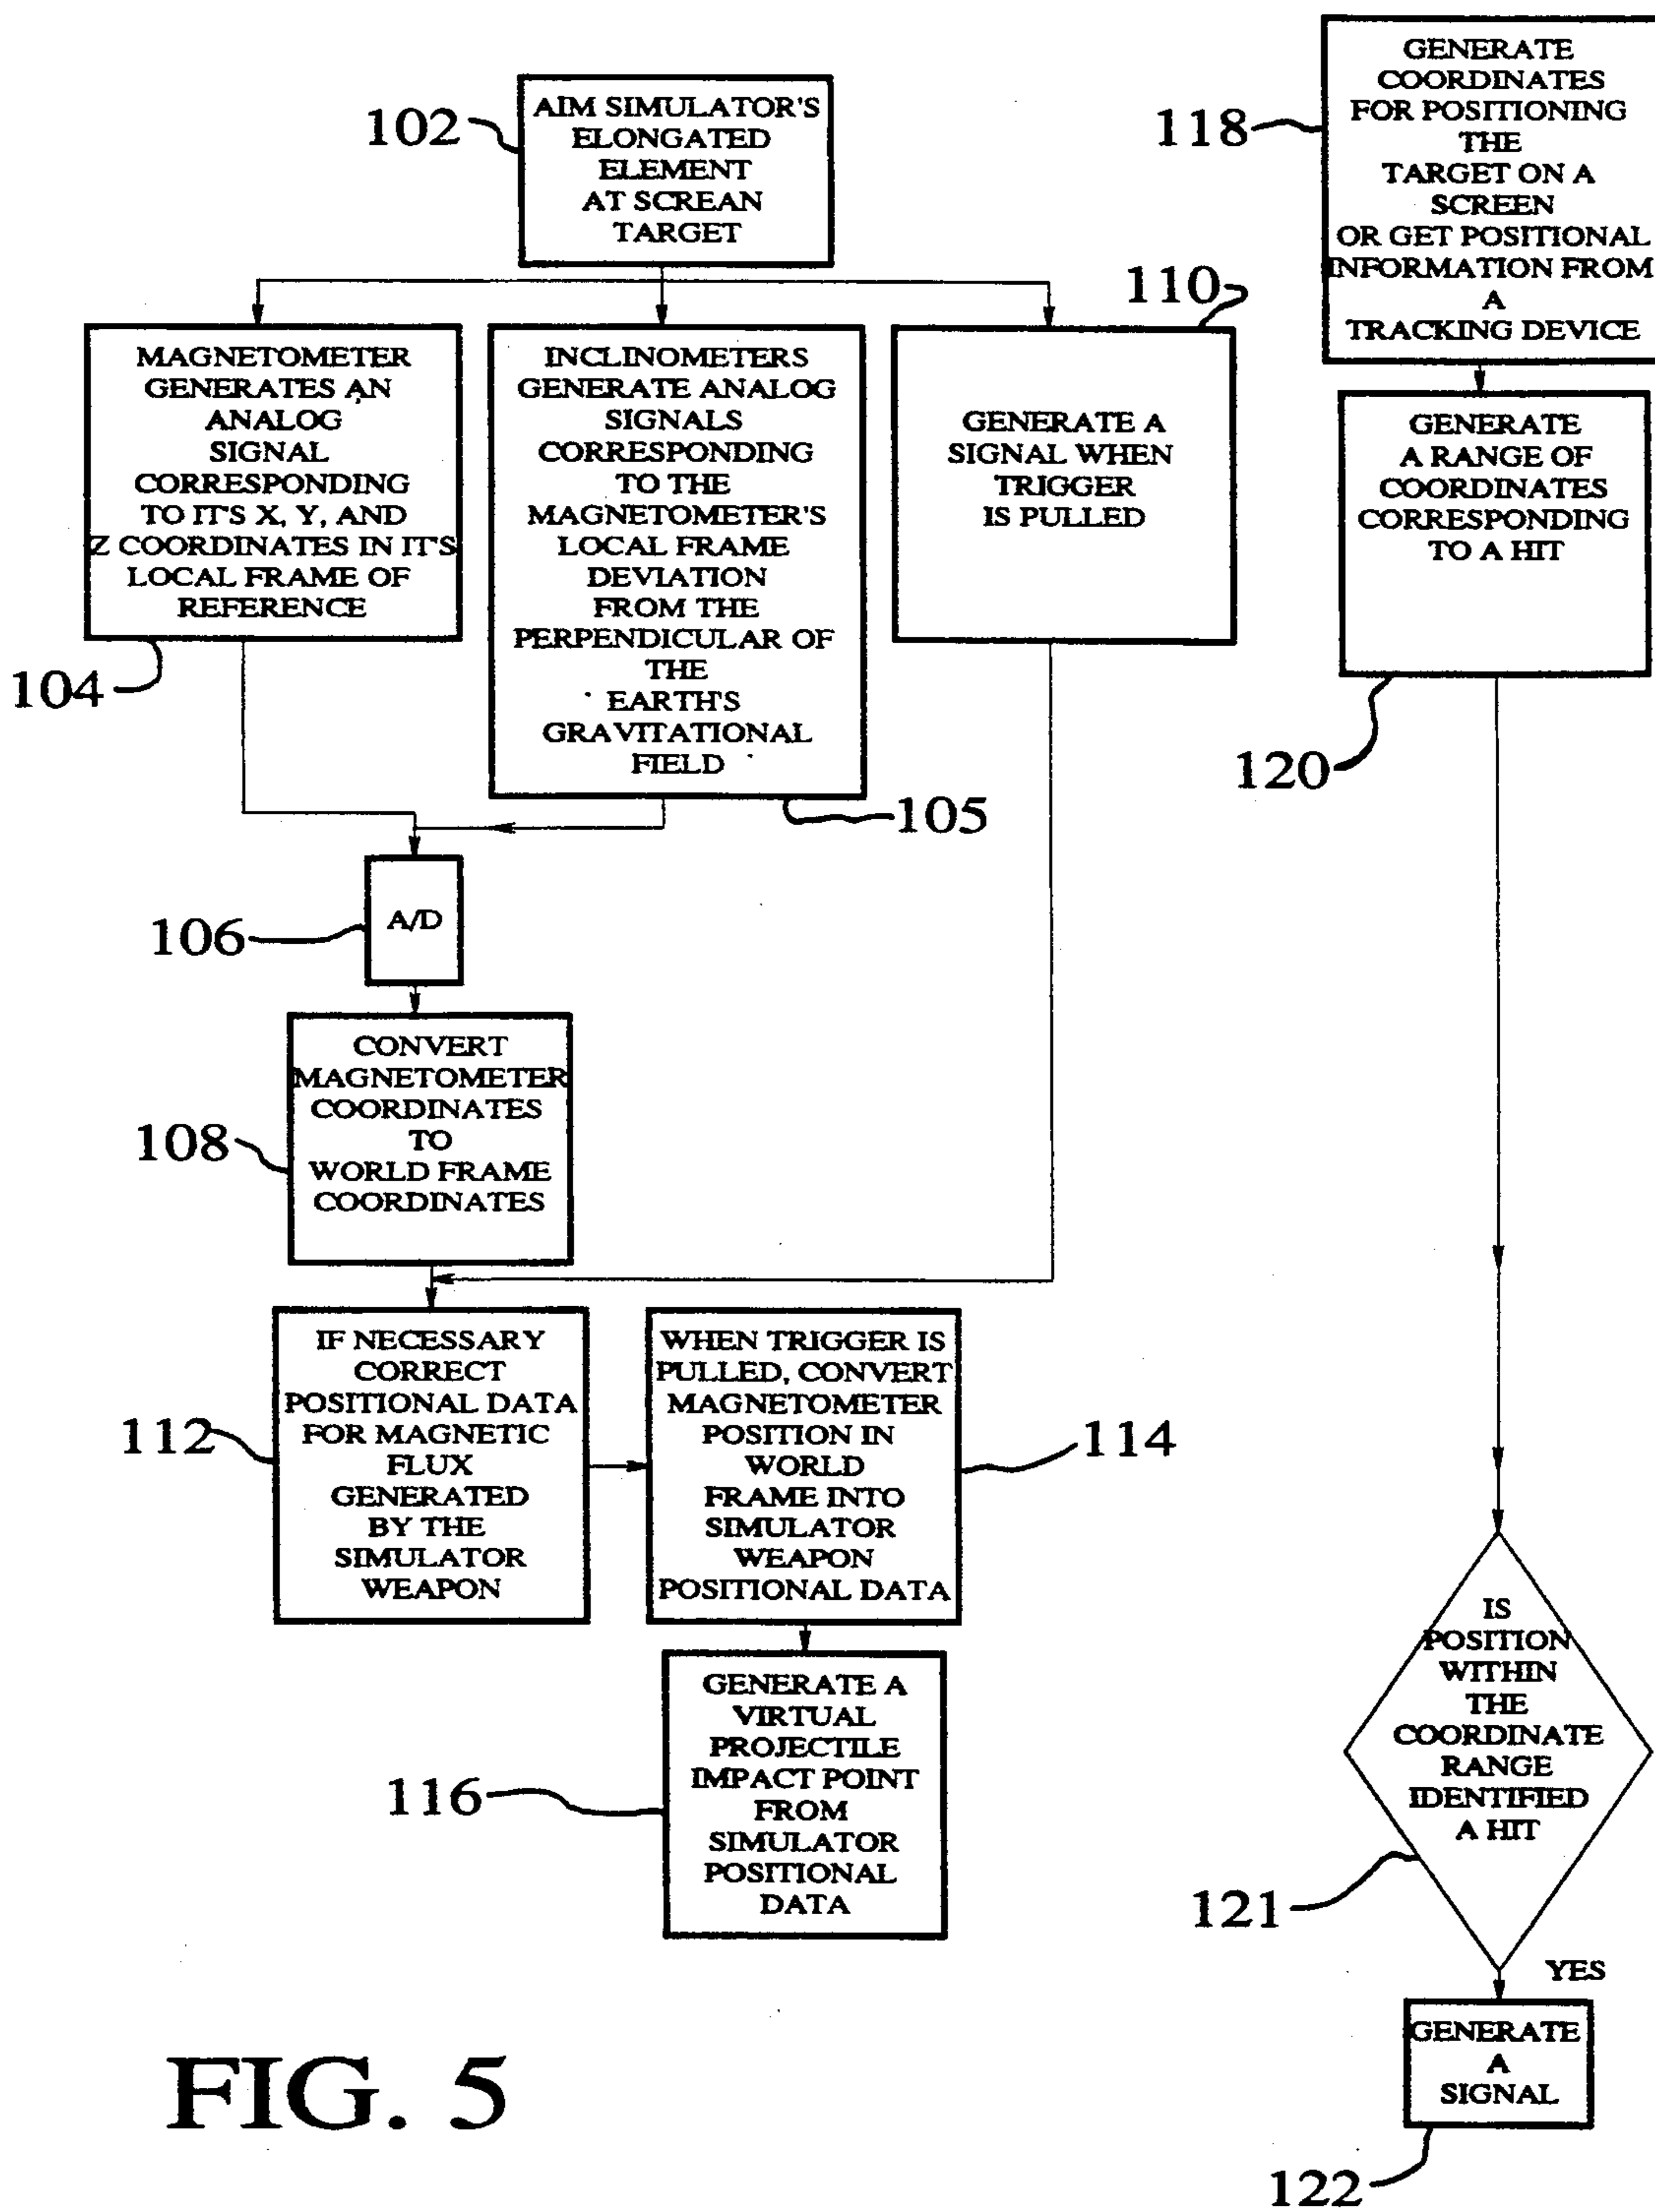 102
AIM SIMULATOR'S
ELONGATED
ELEMENT
AT SCREAN
TARGET
104
MAGNETOMETER
GENERATES AN
ANALOG
SIGNAL
CORRESPONDING
TO IT'S X, Y, AND
Z COORDINATES IN IT'S
LOCAL FRAME OF
REFERENCE
105
INCLINOMETERS
GENERATE ANALOG
SIGNALS
CORRESPONDING
TO THE
MAGNETOMETER'S
LOCAL FRAME
DEVIATION
FROM THE
PERPENDICULAR OF
THE
EARTH'S
GRAVITATIONAL
FIELD
110
GENERATE A
SIGNAL WHEN
TRIGGER
IS PULLED
106
A/D
108
CONVERT
MAGNETOMETER
COORDINATES
TO
WORLD FRAME
COORDINATES
112
IF NECESSARY
CORRECT
POSITIONAL DATA
FOR MAGNETIC
FLUX
GENERATED
BY THE
SIMULATOR
WEAPON
114
WHEN TRIGGER IS
PULLED, CONVERT
MAGNETOMETER
POSITION IN
WORLD
FRAME INTO
SIMULATOR
WEAPON
POSITIONAL DATA
116
GENERATE A
VIRTUAL
PROJECTILE
IMPACT POINT
FROM
SIMULATOR
POSITIONAL
DATA
118
GENERATE
COORDINATES
FOR POSITIONING
THE
TARGET ON A
SCREEN
OR GET POSITIONAL
INFORMATION FROM
A
TRACKING DEVICE
120
GENERATE
A RANGE OF
COORDINATES
CORRESPONDING
TO A HIT
121
IS
POSITION
WITHIN
THE
COORDINATE
RANGE
IDENTIFIED
A HIT
YES
122
GENERATE
A
SIGNAL
FIG. 5